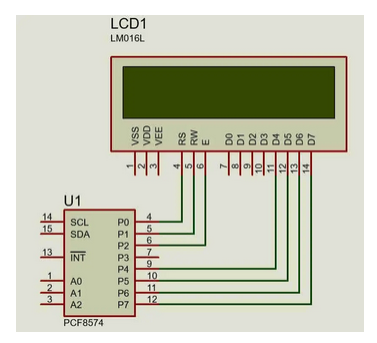 LCD1
LM016L
VSS VDD VEE RS RW E D0 D1 D2 D3 D4 D5 D6 D7
1 2 3 4 5 6 7 8 9 10 11 12 13 14
U1
14 SCL P0 4
15 SDA P1 5
P2 6
13 INT P3 7
P4 9
1 A0 P5 10
2 A1 P6 11
3 A2 P7 12
PCF8574